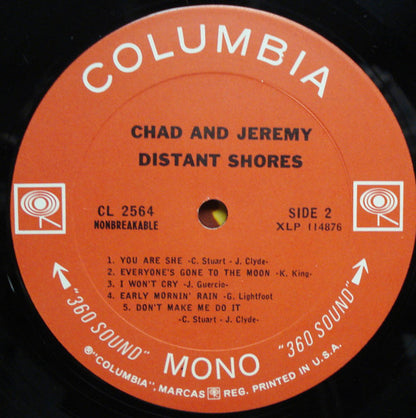 COLUMBIA
CHAD AND JEREMY
DISTANT SHORES
CL 2564
NONBREAKABLE
SIDE 2
XLP 114876
1. YOU ARE SHE -C. Stuart - J. Clyde-
2. EVERYONE'S GONE TO THE MOON -K. King-
3. I WON'T CRY -J. Guercio-
4. EARLY MORNIN' RAIN -G. Lightfoot
5. DON'T MAKE ME DO IT
-C. Stuart - J. Clyde-
"360 SOUND" MONO "360 SOUND"
®"COLUMBIA", MARCAS REG. PRINTED IN U.S.A.